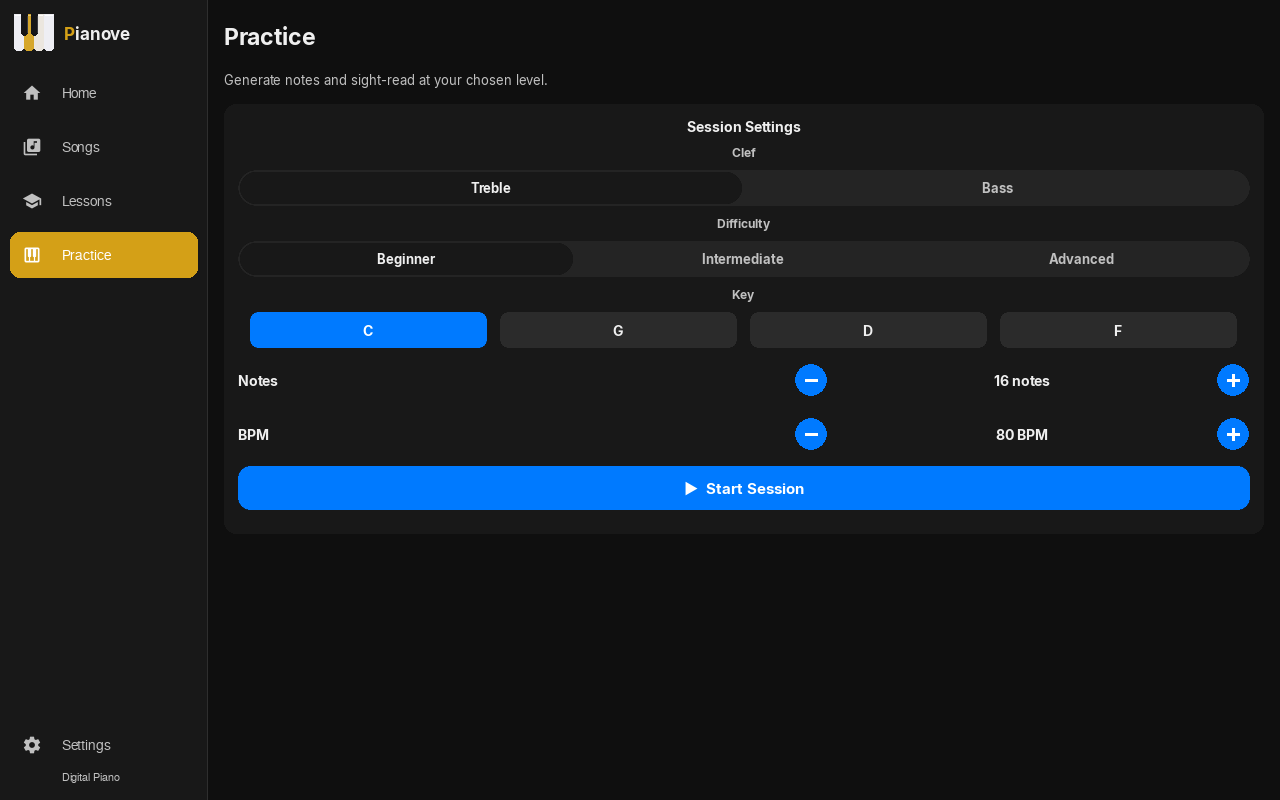 Pianove
Home
Songs
Lessons
Practice
Settings
Digital Piano
Practice
Generate notes and sight-read at your chosen level.
Session Settings
Clef
Treble Bass
Difficulty
Beginner Intermediate Advanced
Key
C G D F
Notes 16 notes
BPM 80 BPM
Start Session